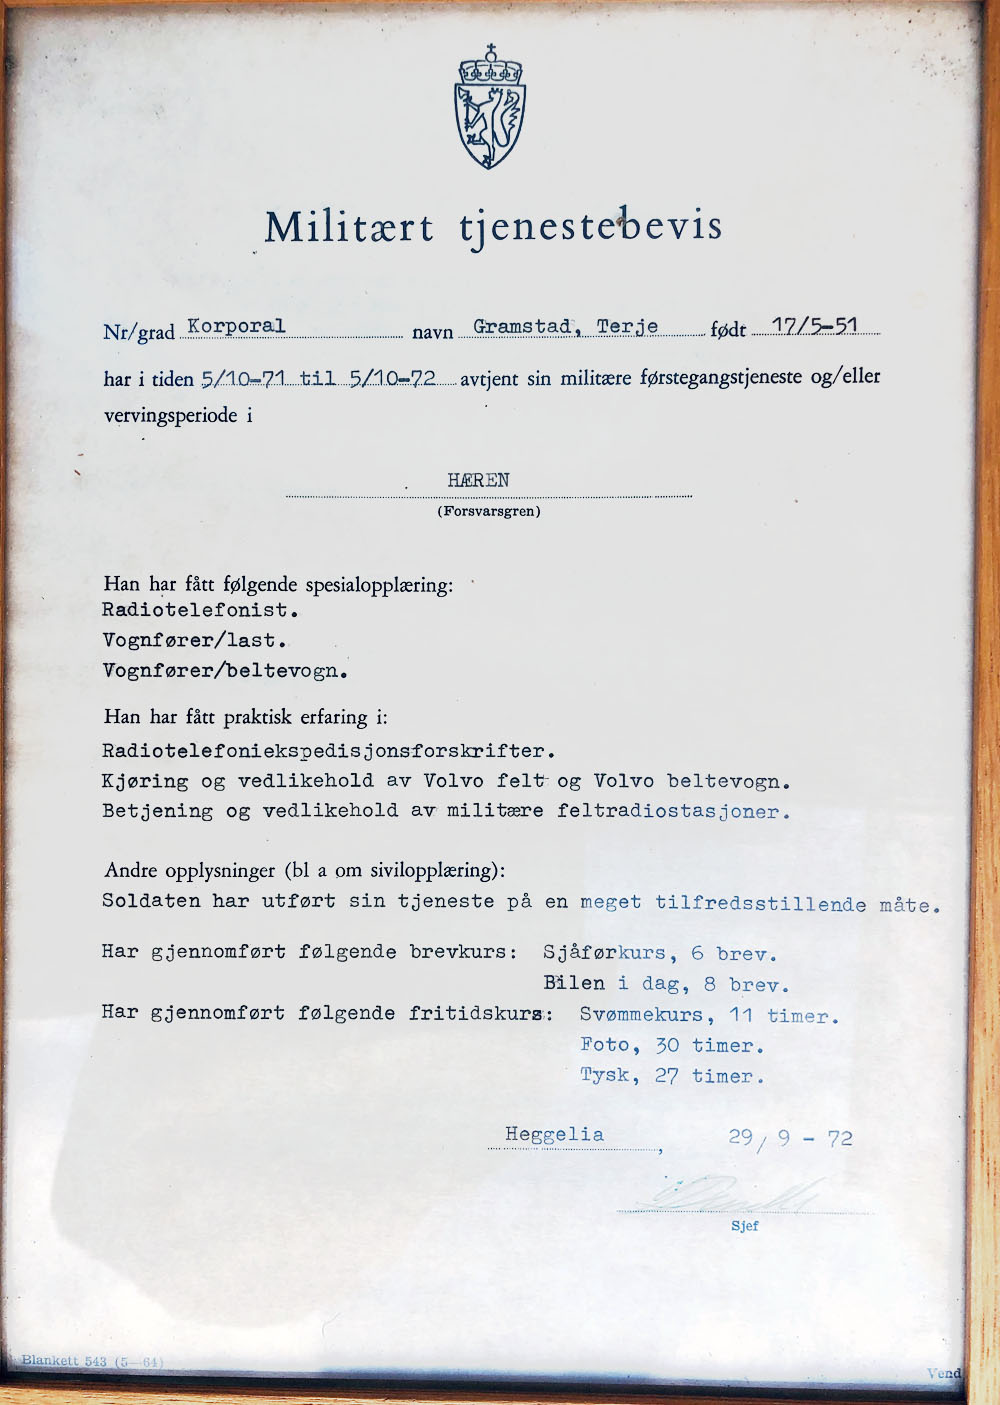 Militært tjenestebevis
Nr/grad Korporal navn Gramstad, Terje født 17/5-51
har i tiden 5/10-71 til 5/10-72 avtjent sin militære førstegangstjeneste og/eller
vervingsperiode i
HÆREN
(Forsvarsgren)
Han har fått følgende spesialopplæring:
Radiotelefonist.
Vognfører/last.
Vognfører/beltevogn.
Han har fått praktisk erfaring i:
Radiotelefoniekspedisjonsforskrifter.
Kjøring og vedlikehold av Volvo felt og Volvo beltevogn.
Betjening og vedlikehold av militære feltradiostasjoner.
Andre opplysninger (bl a om sivilopplæring):
Soldaten har utført sin tjeneste på en meget tilfredsstillende måte.
Har gjennomført følgende brevkurs: Sjåførkurs, 6 brev.
Bilen i dag, 8 brev.
Har gjennomført følgende fritidskurs: Svømmekurs, 11 timer.
Foto, 30 timer.
Tysk, 27 timer.
Heggelia, 29/9-72
Sjef
Blankett 543 (5—64)
Vend